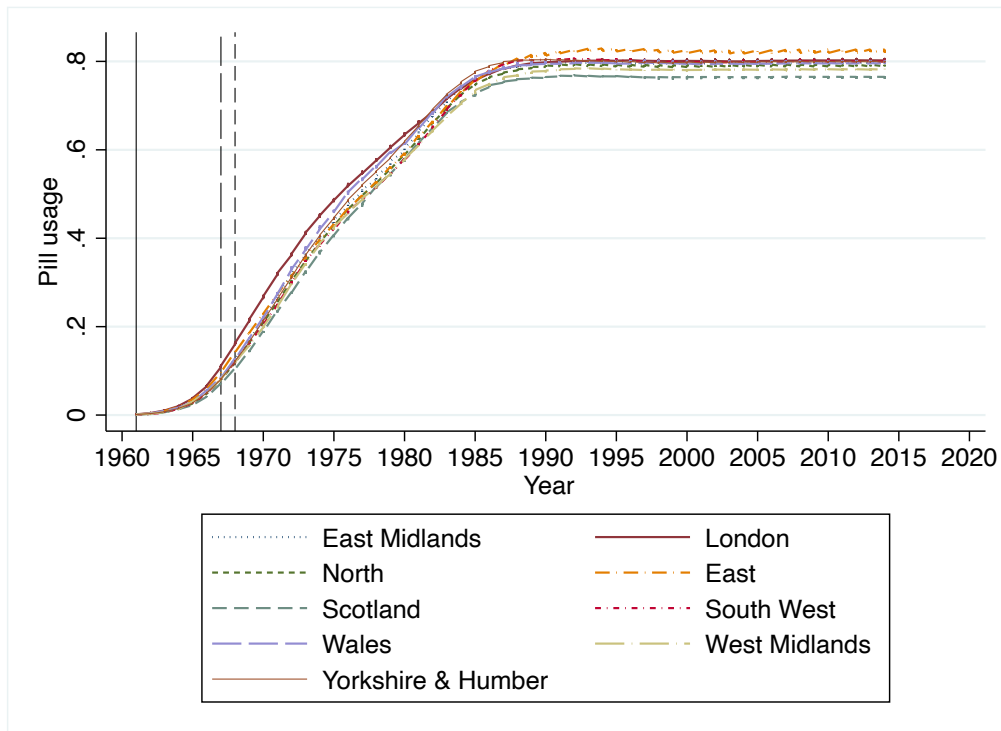 Pill usage
.8
.6
.4
.2
0
1960 1965 1970 1975 1980 1985 1990 1995 2000 2005 2010 2015 2020
Year
East Midlands London
North East
Scotland South West
Wales West Midlands
Yorkshire & Humber